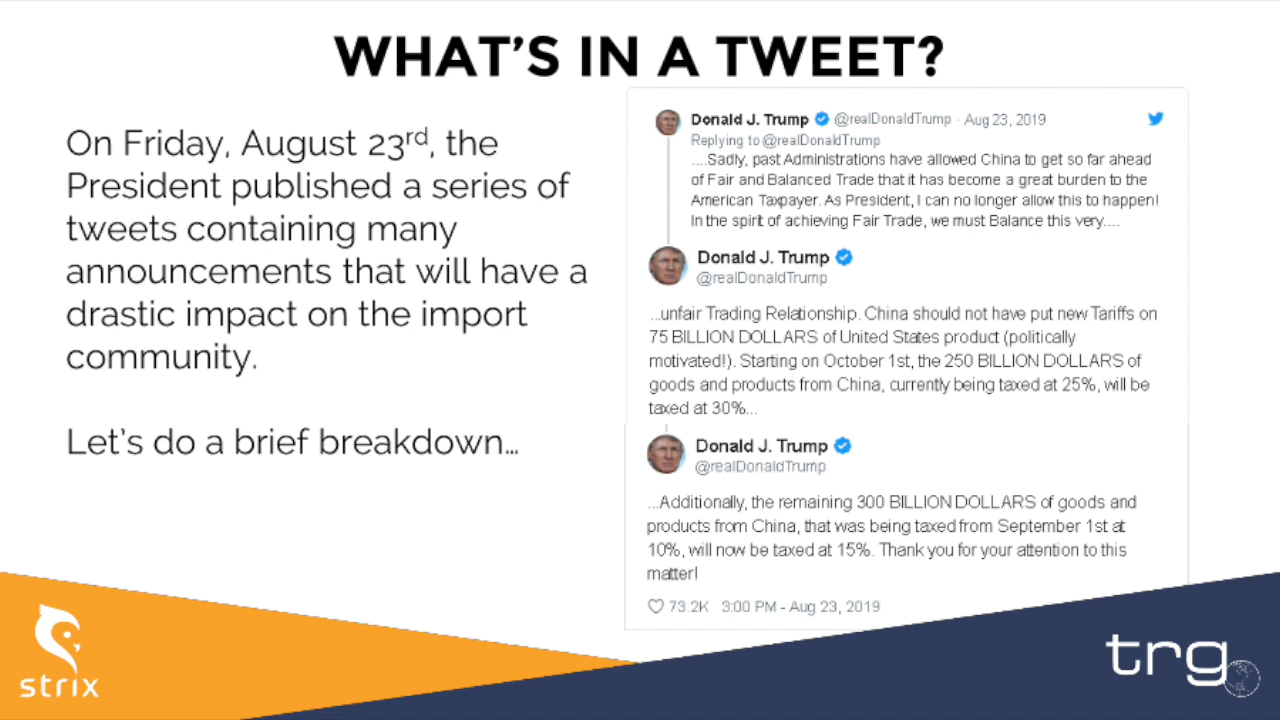 WHAT'S IN A TWEET?
On Friday, August 23rd, the
President published a series of
tweets containing many
announcements that will have a
drastic impact on the import
community.
Let's do a brief breakdown...
Donald J. Trump @realDonaldTrump · Aug 23, 2019
Replying to @realDonaldTrump
....Sadly, past Administrations have allowed China to get so far ahead
of Fair and Balanced Trade that it has become a great burden to the
American Taxpayer. As President, I can no longer allow this to happen!
In the spirit of achieving Fair Trade, we must Balance this very....
Donald J. Trump
@realDonaldTrump
...unfair Trading Relationship. China should not have put new Tariffs on
75 BILLION DOLLARS of United States product (politically
motivated!). Starting on October 1st, the 250 BILLION DOLLARS of
goods and products from China, currently being taxed at 25%, will be
taxed at 30%...
Donald J. Trump
@realDonaldTrump
...Additionally, the remaining 300 BILLION DOLLARS of goods and
products from China, that was being taxed from September 1st at
10%, will now be taxed at 15%. Thank you for your attention to this
matter!
73.2K 3:00 PM - Aug 23, 2019
strix
trg